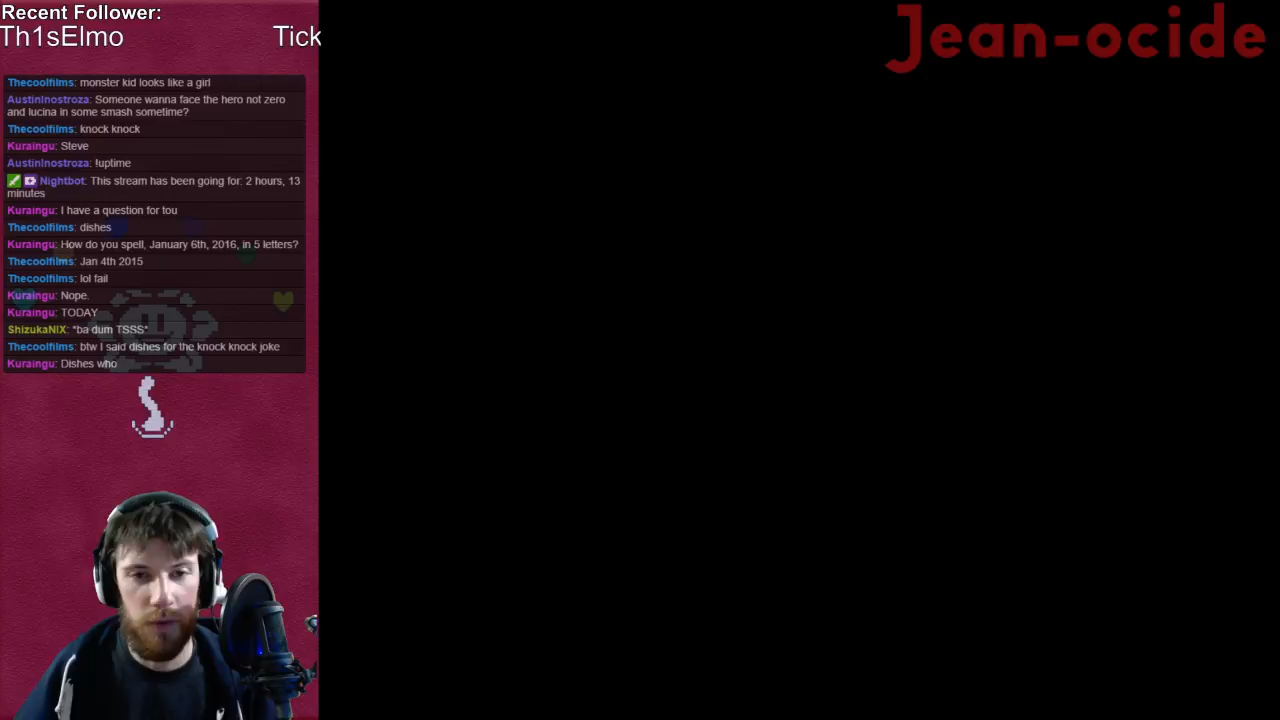 Recent Follower:
Th1sElmo Tick
Jean-ocide
Thecoolfilms: monster kid looks like a girl
AustinInostroza: Someone wanna face the hero not zero
and lucina in some smash sometime?
Thecoolfilms: knock knock
Kuraingu: Steve
AustinInostroza: !uptime
Nightbot: This stream has been going for: 2 hours, 13
minutes
Kuraingu: I have a question for tou
Thecoolfilms: dishes
Kuraingu: How do you spell, January 6th, 2016, in 5 letters?
Thecoolfilms: Jan 4th 2015
Thecoolfilms: lol fail
Kuraingu: Nope.
Kuraingu: TODAY
ShizukaNIX: *ba dum TSSS*
Thecoolfilms: btw I said dishes for the knock knock joke
Kuraingu: Dishes who